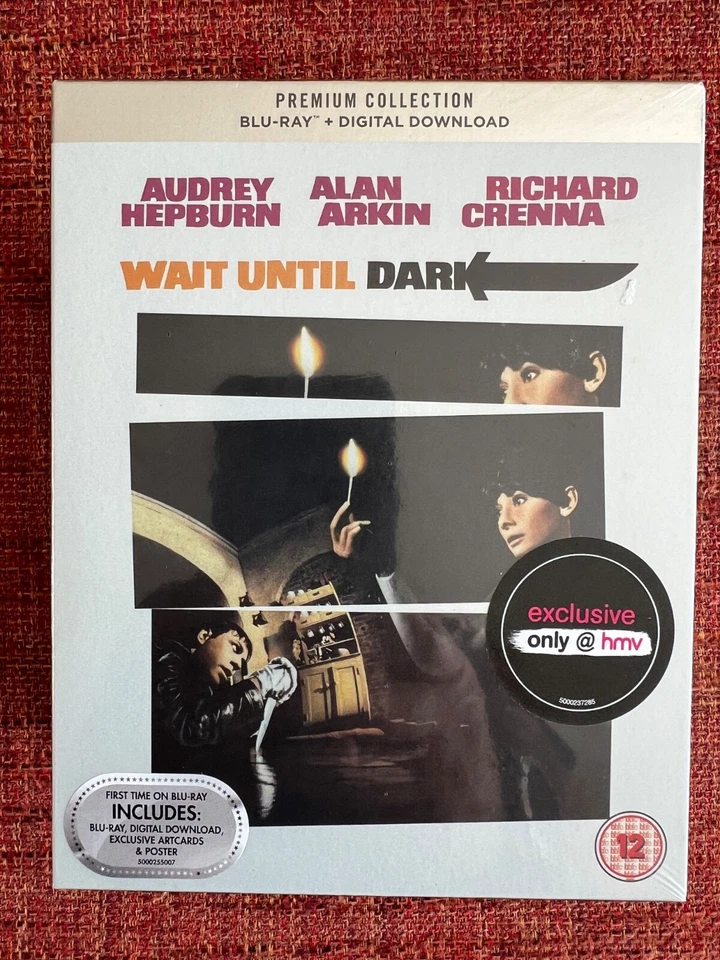 PREMIUM COLLECTION
BLU-RAY™ + DIGITAL DOWNLOAD
AUDREY HEPBURN
ALAN ARKIN
RICHARD CRENNA
WAIT UNTIL DARK
exclusive
only @ hmv
5000237285
FIRST TIME ON BLU-RAY
INCLUDES:
BLU-RAY, DIGITAL DOWNLOAD,
EXCLUSIVE ARTCARDS
& POSTER
5000255007
12